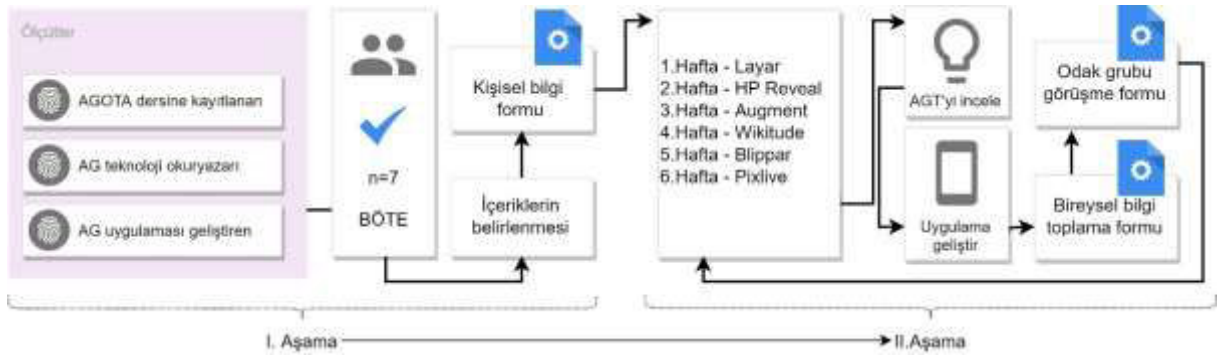 Ölçütler
AGOTA dersine kayıtlanan
AG teknoloji okuryazarı
AG uygulaması geliştiren
n=7
BÖTE
Kişisel bilgi
formu
İçeriklerin
belirlenmesi
1.Hafta - Layar
2.Hafta - HP Reveal
3.Hafta - Augment
4.Hafta - Wikitude
5.Hafta - Blippar
6.Hafta - Pixlive
AGT'yi incele
Uygulama
geliştir
Odak grubu
görüşme formu
Bireysel bilgi
toplama formu
I. Aşama
II.Aşama